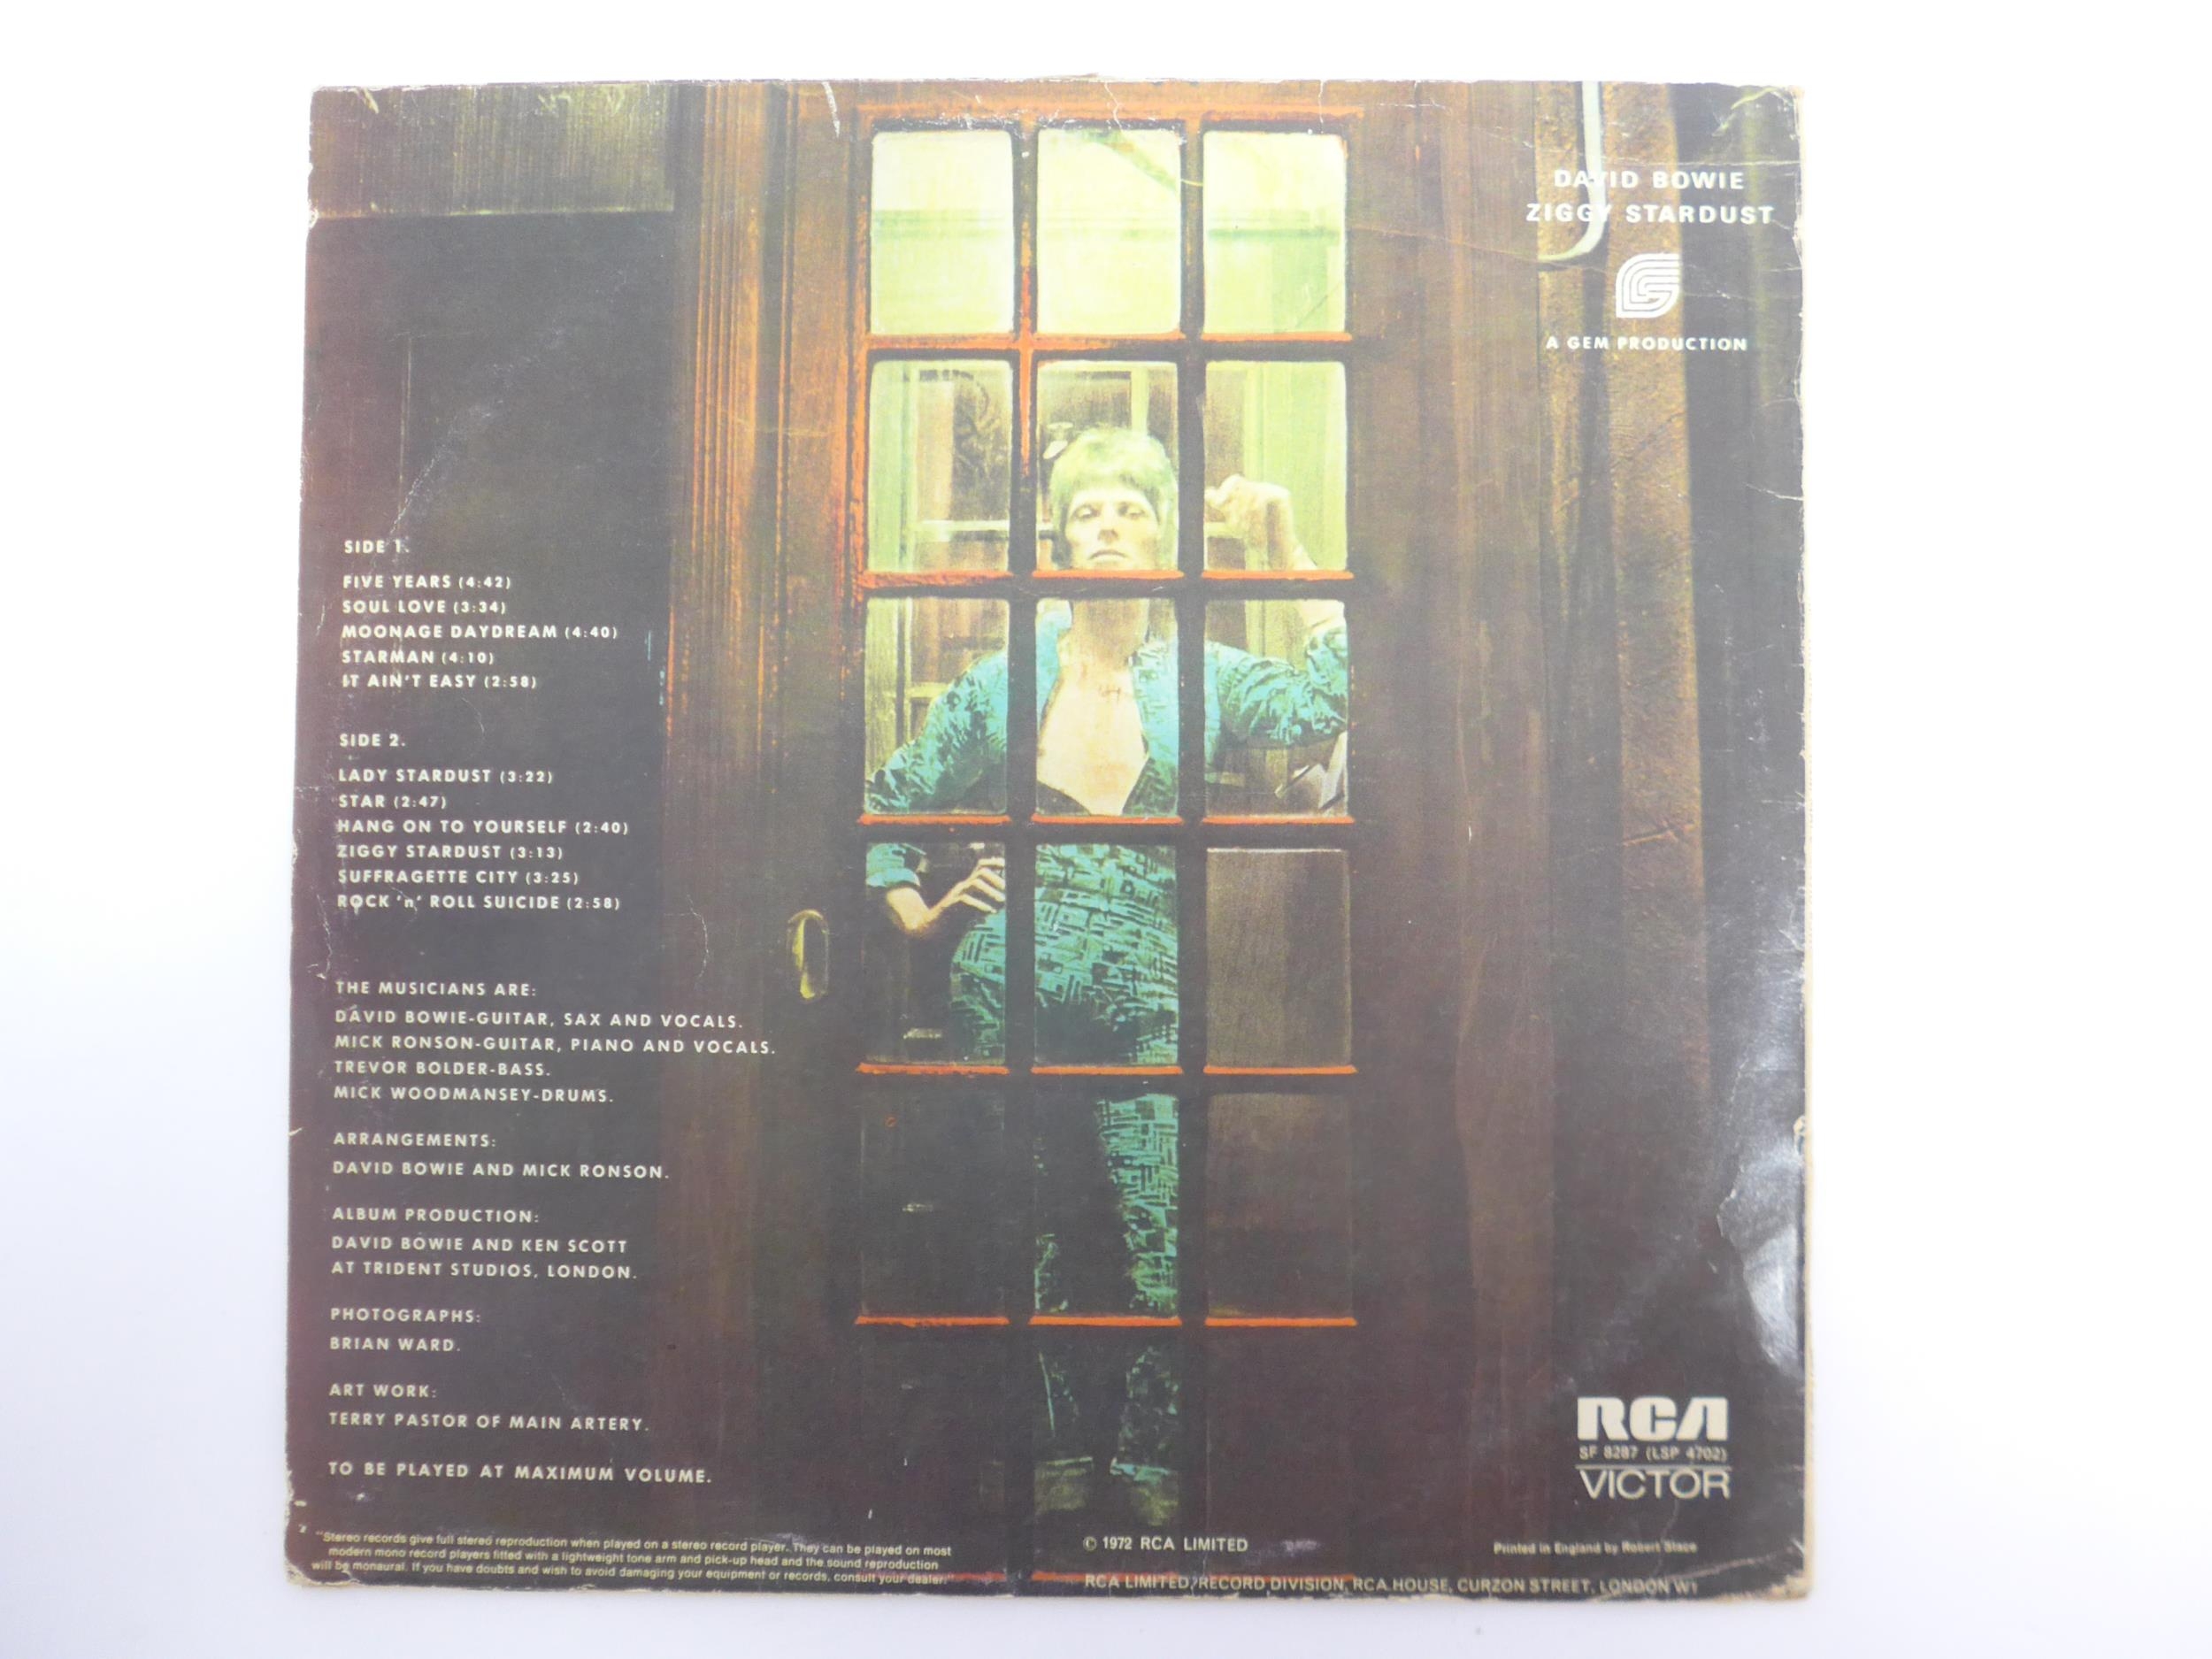 DAVID BOWIE
ZIGGY STARDUST
A GEM PRODUCTION
SIDE 1.
FIVE YEARS (4:42)
SOUL LOVE (3:34)
MOONAGE DAYDREAM (4:40)
STARMAN (4:10)
IT AIN'T EASY (2:58)
SIDE 2.
LADY STARDUST (3:22)
STAR (2:47)
HANG ON TO YOURSELF (2:40)
ZIGGY STARDUST (3:13)
SUFFRAGETTE CITY (3:25)
ROCK 'n' ROLL SUICIDE (2:58)
THE MUSICIANS ARE:
DAVID BOWIE-GUITAR, SAX AND VOCALS.
MICK RONSON-GUITAR, PIANO AND VOCALS.
TREVOR BOLDER-BASS.
MICK WOODMANSEY-DRUMS.
ARRANGEMENTS:
DAVID BOWIE AND MICK RONSON.
ALBUM PRODUCTION:
DAVID BOWIE AND KEN SCOTT
AT TRIDENT STUDIOS, LONDON.
PHOTOGRAPHS:
BRIAN WARD.
ART WORK:
TERRY PASTOR OF MAIN ARTERY.
TO BE PLAYED AT MAXIMUM VOLUME.
"Stereo records give full stereo reproduction when played on a stereo record player. They can be played on most
modern mono record players fitted with a lightweight tone arm and pick-up head and the sound reproduction
will be monaural. If you have doubts and wish to avoid damaging your equipment or records, consult your dealer."
RCA
SF 8287 (LSP 4702)
VICTOR
© 1972 RCA LIMITED
Printed in England by Robert Stace
RCA LIMITED, RECORD DIVISION, RCA HOUSE, CURZON STREET, LONDON W1